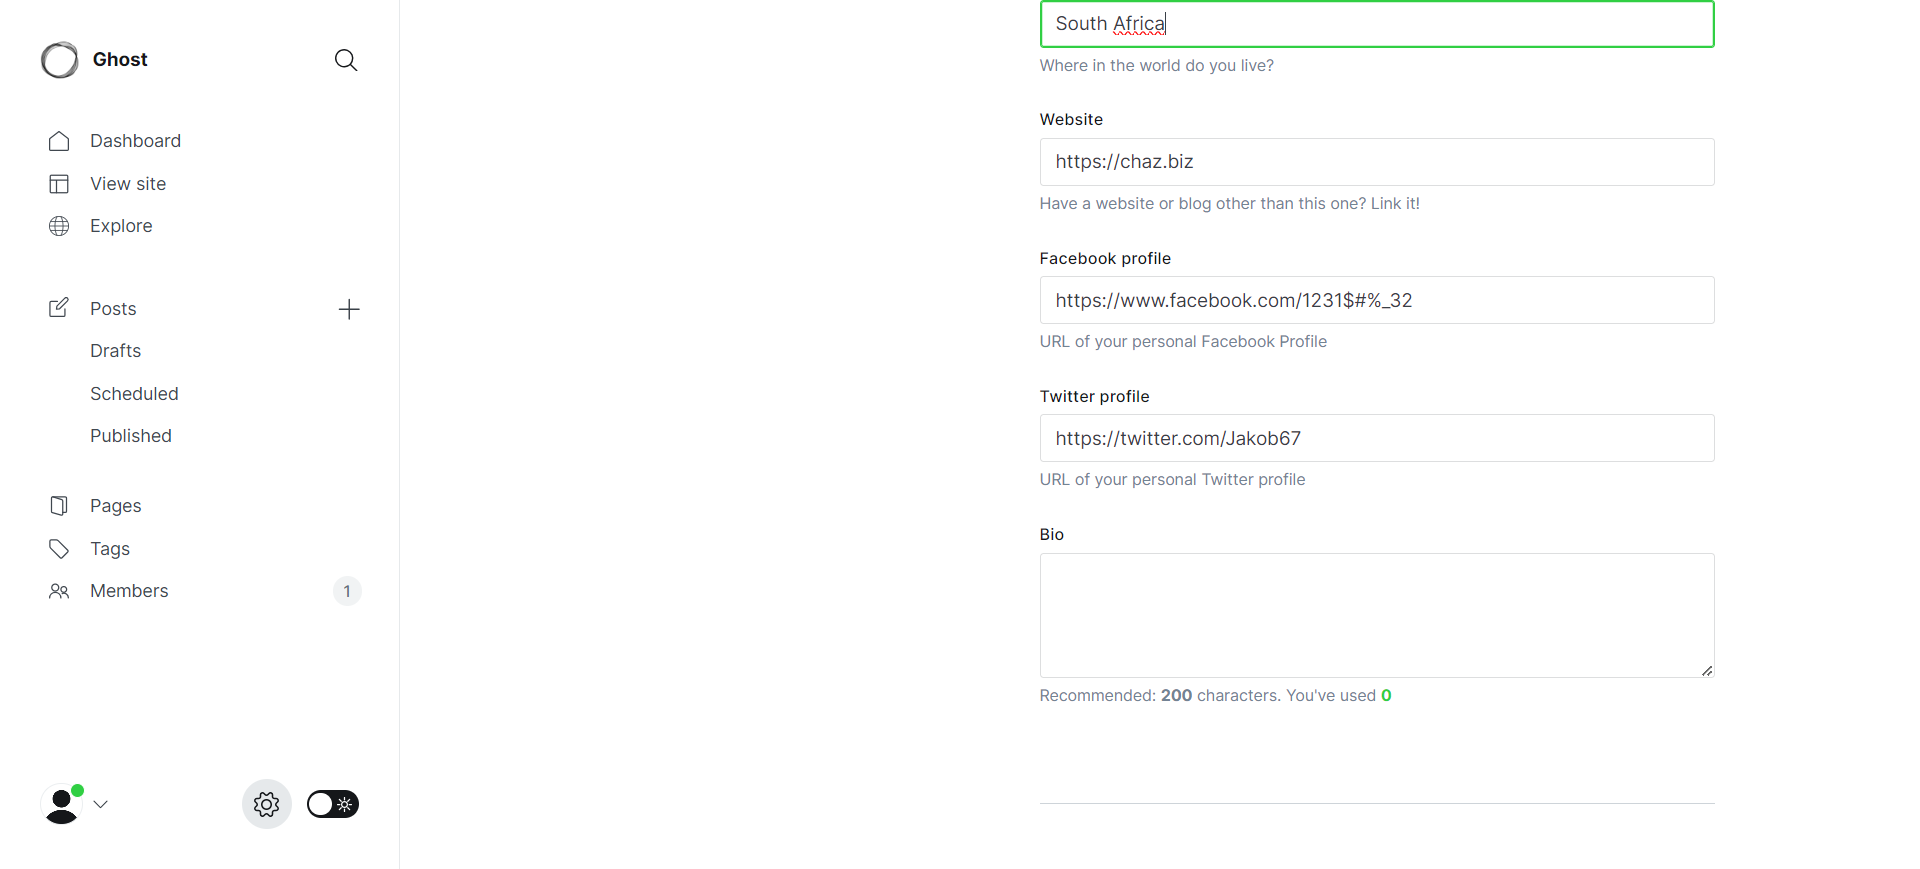 Ghost
Dashboard
View site
Explore
Posts
Drafts
Scheduled
Published
Pages
Tags
Members
1
South Africa
Where in the world do you live?
Website
https://chaz.biz
Have a website or blog other than this one? Link it!
Facebook profile
https://www.facebook.com/1231$#%_32
URL of your personal Facebook Profile
Twitter profile
https://twitter.com/Jakob67
URL of your personal Twitter profile
Bio
Recommended: 200 characters. You've used 0